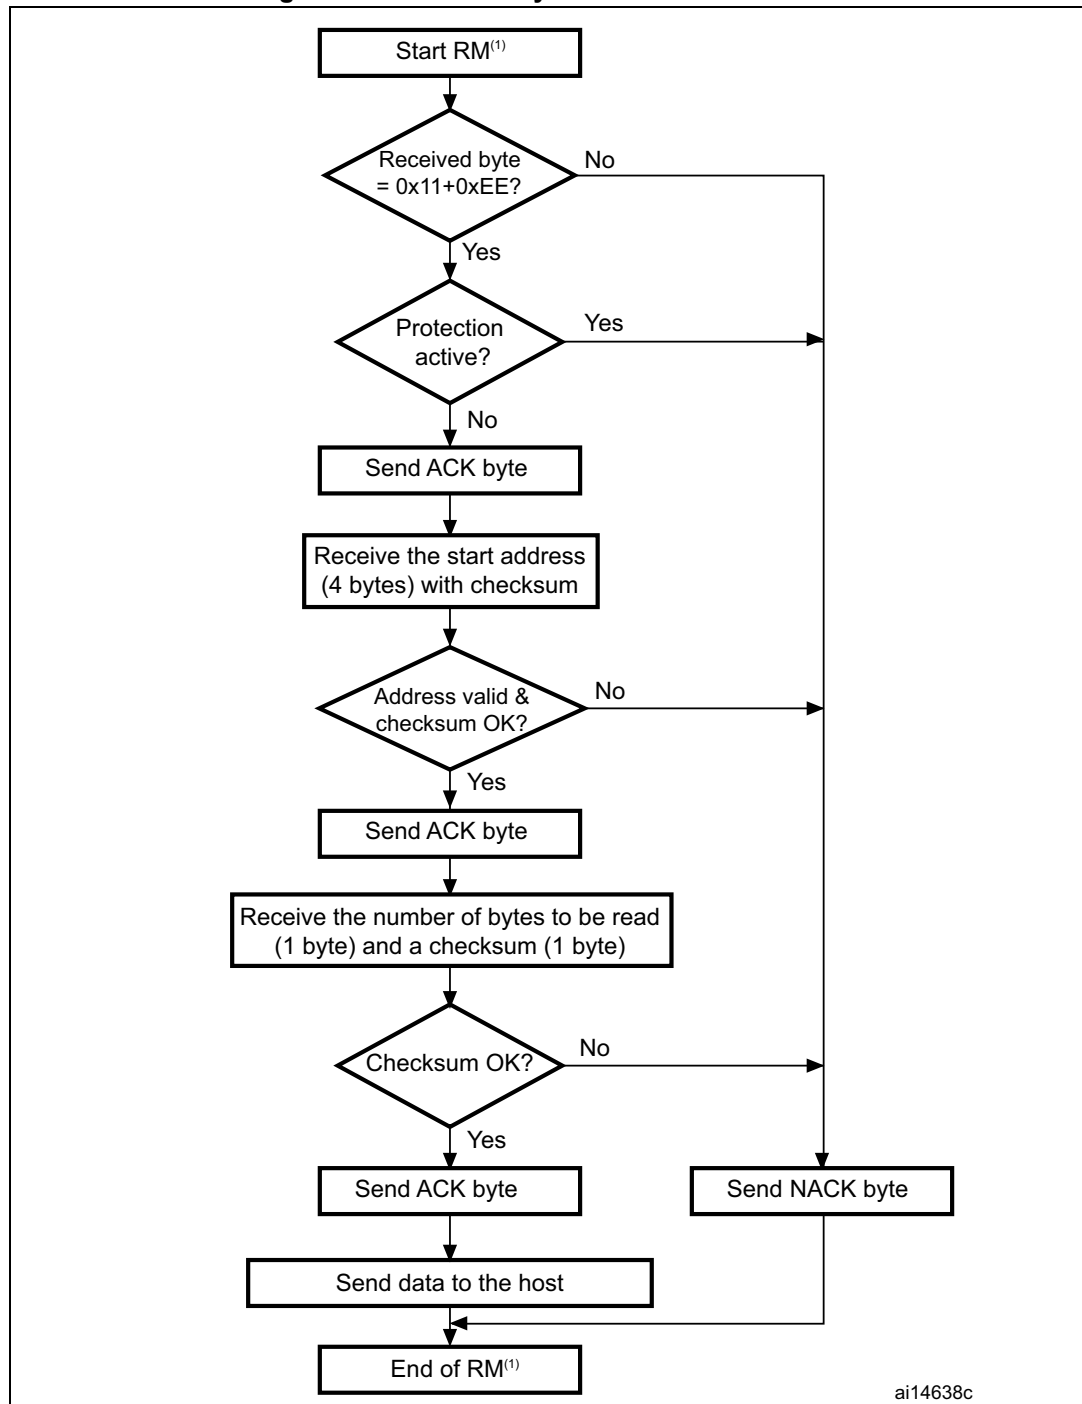 Start RM(1)
Received byte
= 0x11+0xEE?
No
Yes
Protection
active?
Yes
No
Send ACK byte
Receive the start address
(4 bytes) with checksum
Address valid &
checksum OK?
No
Yes
Send ACK byte
Receive the number of bytes to be read
(1 byte) and a checksum (1 byte)
Checksum OK?
No
Yes
Send ACK byte
Send NACK byte
Send data to the host
End of RM(1)
ai14638c